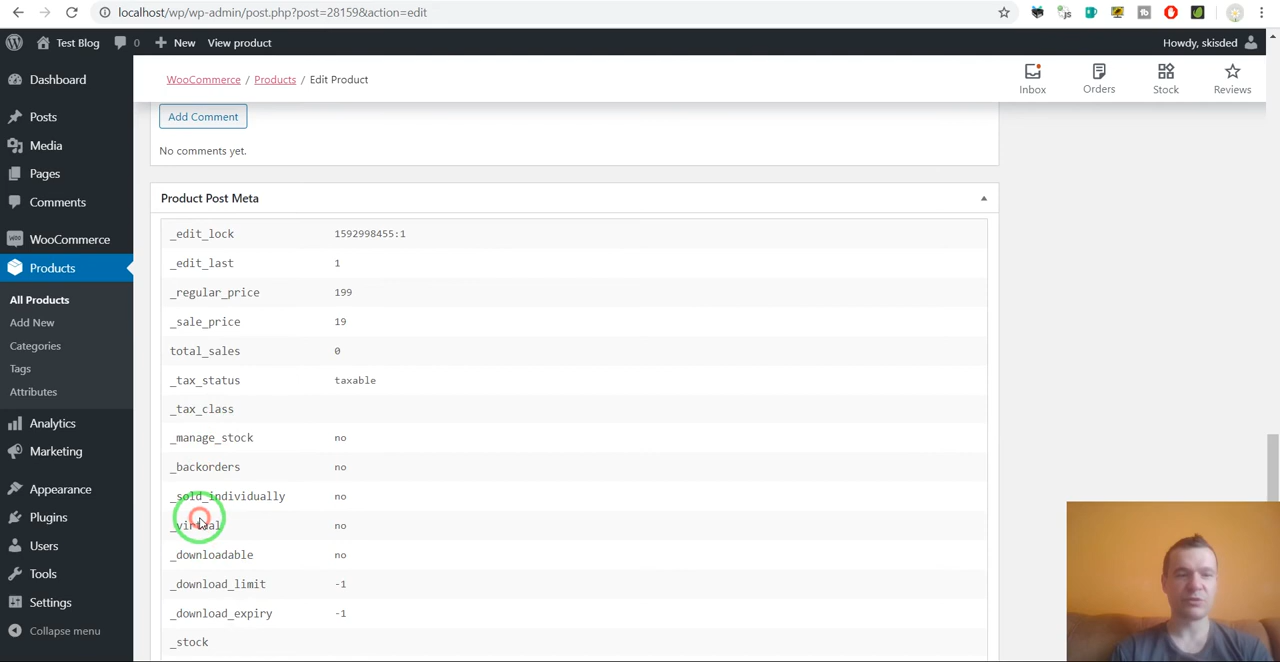 localhost/wp/wp-admin/post.php?post=28159&action=edit
Test Blog
0
New
View product
Howdy, skisded
Dashboard
Posts
Media
Pages
Comments
WooCommerce
Products
All Products
Add New
Categories
Tags
Attributes
Analytics
Marketing
Appearance
Plugins
Users
Tools
Settings
Collapse menu
WooCommerce / Products / Edit Product
Inbox
Orders
Stock
Reviews
Add Comment
No comments yet.
Product Post Meta
_edit_lock 1592998455:1
_edit_last 1
_regular_price 199
_sale_price 19
total_sales 0
_tax_status taxable
_tax_class
_manage_stock no
_backorders no
_sold_individually no
_virtual no
_downloadable no
_download_limit -1
_download_expiry -1
_stock